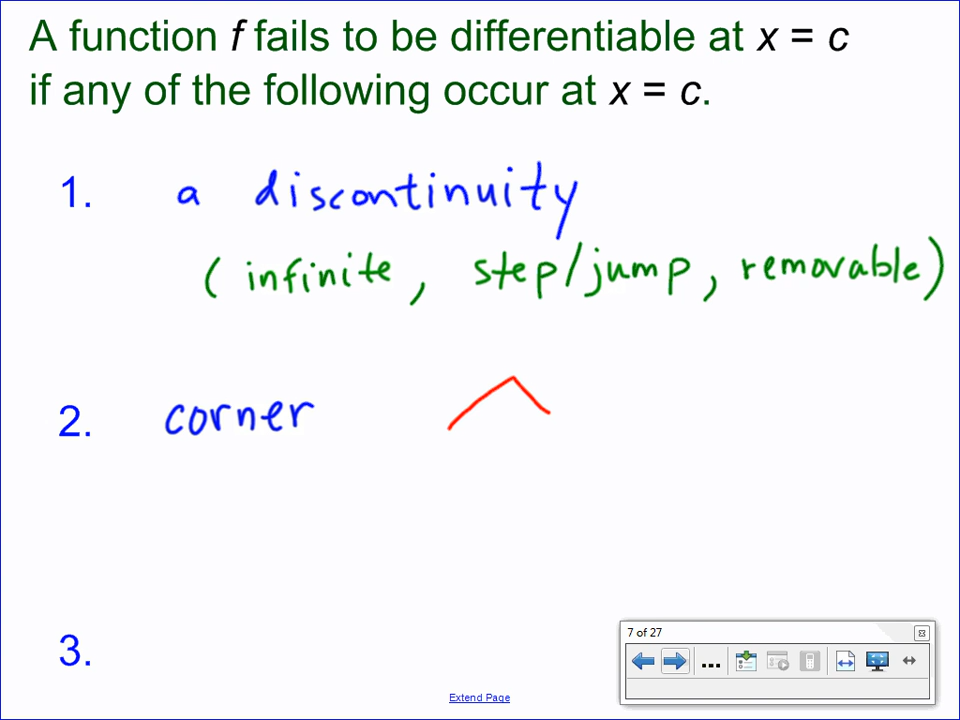 A function f fails to be differentiable at x = c
if any of the following occur at x = c.
1. a discontinuity
(infinite, step/jump, removable)
2. corner
3.
7 of 27
Extend Page